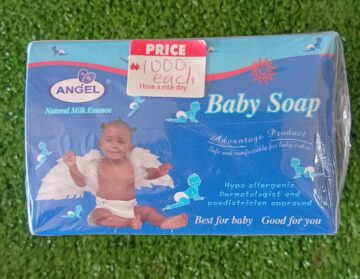 PRICE
₦1000
each
Have a nice day
ANGEL
Natural Milk Essence
Baby Soap
Advantage Product
Safe and comfortable for baby's skin
Hypo allergenic
Dermatologist and
paediatrician approved
Best for baby Good for you